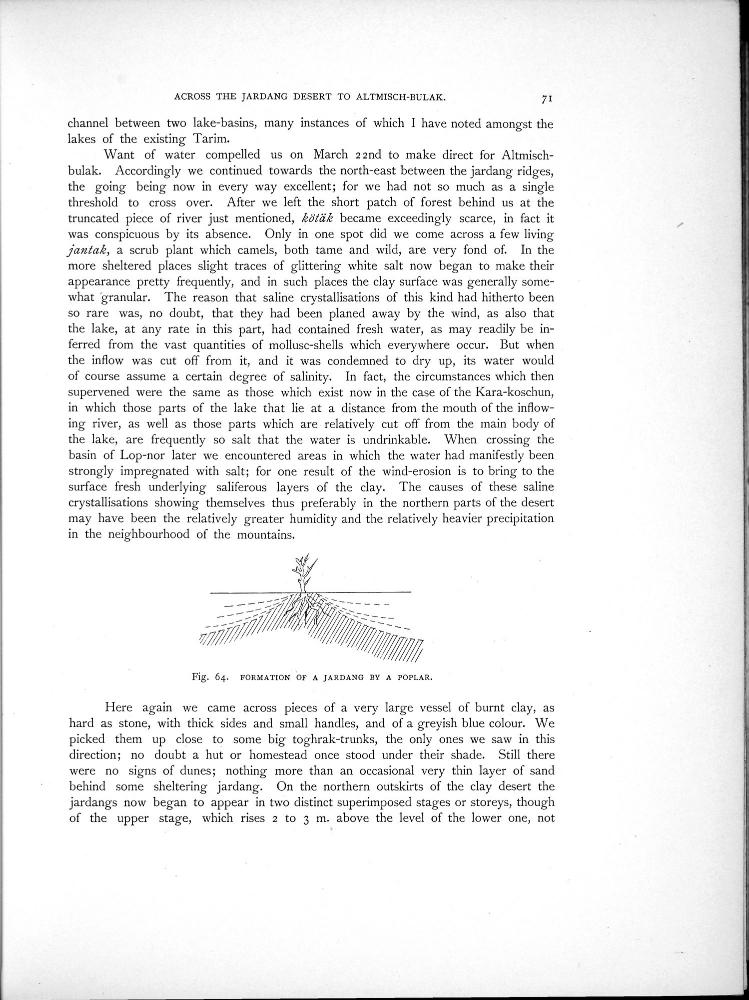 ACROSS THE JARDANG DESERT TO ALTMISCH-BULAK. 71
channel between two lake-basins, many instances of which I have noted amongst the
lakes of the existing Tarim.
Want of water compelled us on March 22nd to make direct for Altmisch-
bulak. Accordingly we continued towards the north-east between the jardang ridges,
the going being now in every way excellent; for we had not so much as a single
threshold to cross over. After we left the short patch of forest behind us at the
truncated piece of river just mentioned, kötäk became exceedingly scarce, in fact it
was conspicuous by its absence. Only in one spot did we come across a few living
jantak, a scrub plant which camels, both tame and wild, are very fond of. In the
more sheltered places slight traces of glittering white salt now began to make their
appearance pretty frequently, and in such places the clay surface was generally some-
what granular. The reason that saline crystallisations of this kind had hitherto been
so rare was, no doubt, that they had been planed away by the wind, as also that
the lake, at any rate in this part, had contained fresh water, as may readily be in-
ferred from the vast quantities of mollusc-shells which everywhere occur. But when
the inflow was cut off from it, and it was condemned to dry up, its water would
of course assume a certain degree of salinity. In fact, the circumstances which then
supervened were the same as those which exist now in the case of the Kara-koschun,
in which those parts of the lake that lie at a distance from the mouth of the inflow-
ing river, as well as those parts which are relatively cut off from the main body of
the lake, are frequently so salt that the water is undrinkable. When crossing the
basin of Lop-nor later we encountered areas in which the water had manifestly been
strongly impregnated with salt; for one result of the wind-erosion is to bring to the
surface fresh underlying saliferous layers of the clay. The causes of these saline
crystallisations showing themselves thus preferably in the northern parts of the desert
may have been the relatively greater humidity and the relatively heavier precipitation
in the neighbourhood of the mountains.
Fig. 64. FORMATION OF A JARDANG BY A POPLAR.
Here again we came across pieces of a very large vessel of burnt clay, as
hard as stone, with thick sides and small handles, and of a greyish blue colour. We
picked them up close to some big toghrak-trunks, the only ones we saw in this
direction; no doubt a hut or homestead once stood under their shade. Still there
were no signs of dunes; nothing more than an occasional very thin layer of sand
behind some sheltering jardang. On the northern outskirts of the clay desert the
jardangs now began to appear in two distinct superimposed stages or storeys, though
of the upper stage, which rises 2 to 3 m. above the level of the lower one, not